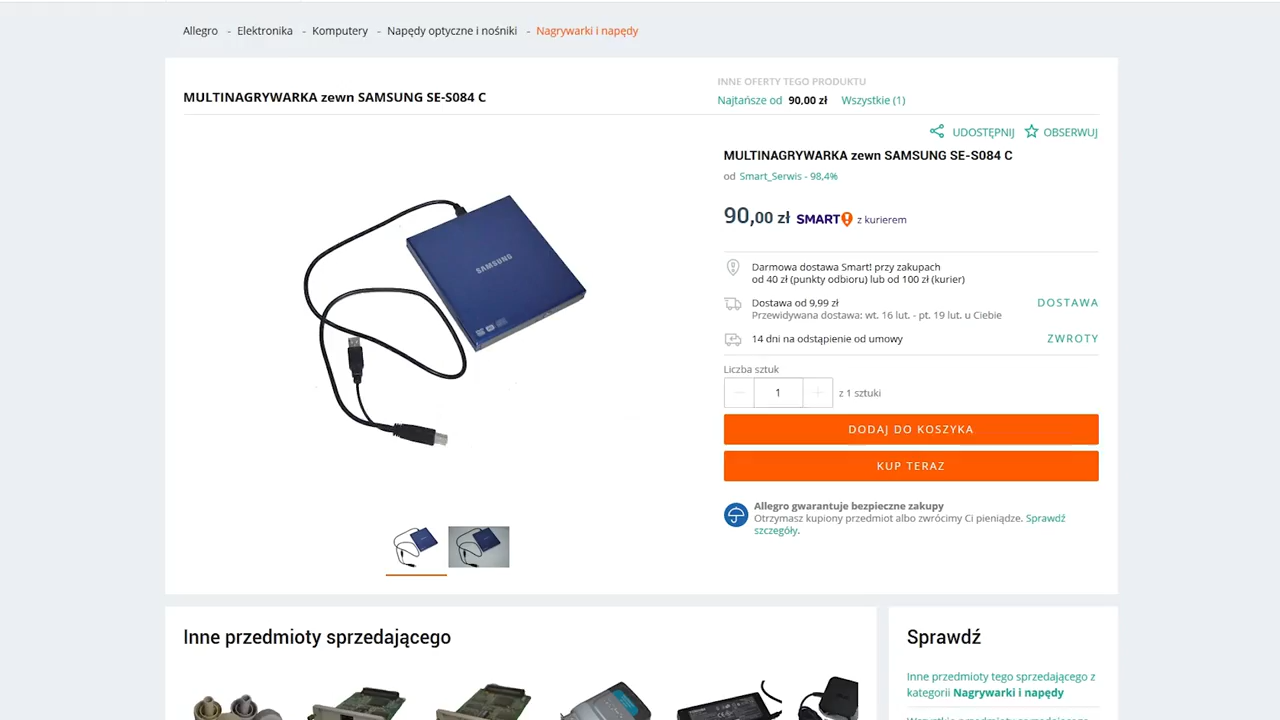 Allegro - Elektronika - Komputery - Napędy optyczne i nośniki - Nagrywarki i napędy
MULTINAGRYWARKA zewn SAMSUNG SE-S084 C
INNE OFERTY TEGO PRODUKTU
Najtańsze od 90,00 zł Wszystkie (1)
UDOSTĘPNIJ OBSERWUJ
MULTINAGRYWARKA zewn SAMSUNG SE-S084 C
od Smart_Serwis - 98,4%
90,00 zł SMART! z kurierem
Darmowa dostawa Smart! przy zakupach
od 40 zł (punkty odbioru) lub od 100 zł (kurier)
Dostawa od 9,99 zł DOSTAWA
Przewidywana dostawa: wt. 16 lut. - pt. 19 lut. u Ciebie
14 dni na odstąpienie od umowy ZWROTY
Liczba sztuk
1 z 1 sztuki
DODAJ DO KOSZYKA
KUP TERAZ
Allegro gwarantuje bezpieczne zakupy
Otrzymasz kupiony przedmiot albo zwrócimy Ci pieniądze. Sprawdź
szczegóły.
SAMSUNG
Inne przedmioty sprzedającego
Sprawdź
Inne przedmioty tego sprzedającego z
kategorii Nagrywarki i napędy